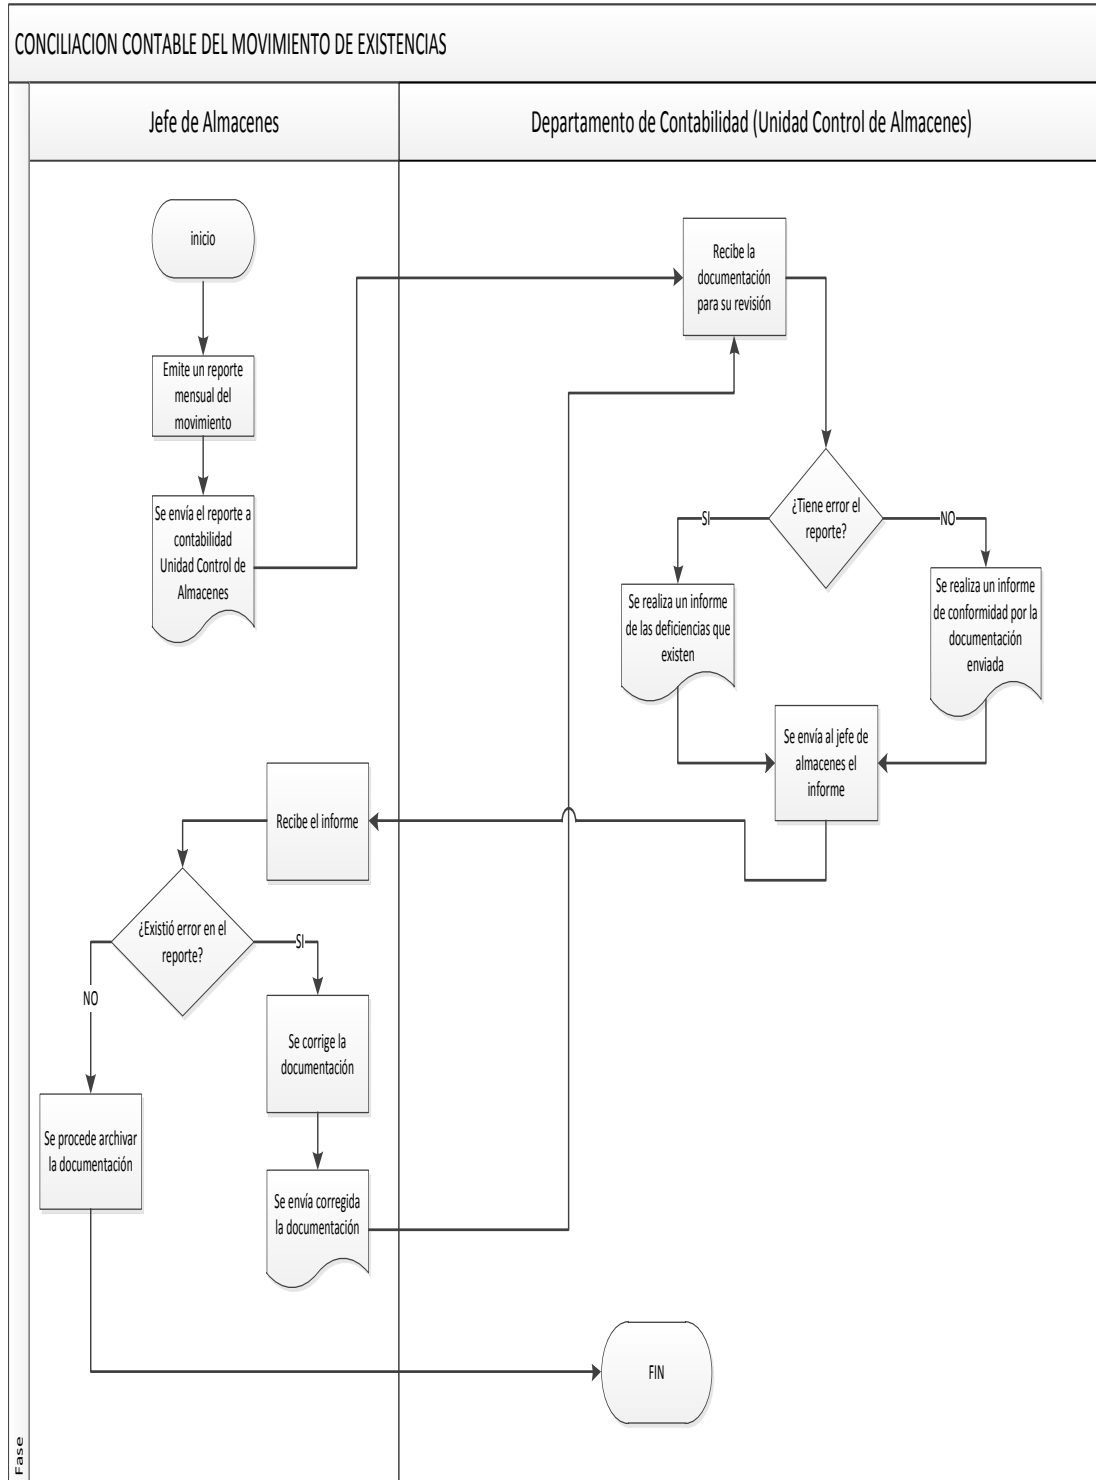 CONCILIACION CONTABLE DEL MOVIMIENTO DE EXISTENCIAS
Jefe de Almacenes
Departamento de Contabilidad (Unidad Control de Almacenes)
inicio
Emite un reporte
mensual del
movimiento
Se envía el reporte a
contabilidad
Unidad Control de
Almacenes
Recibe la
documentación
para su revisión
¿Tiene error el
reporte?
SI
NO
Se realiza un informe
de las deficiencias que
existen
Se realiza un informe
de conformidad por la
documentación
enviada
Se envía al jefe de
almacenes el
informe
Recibe el informe
¿Existió error en el
reporte?
SI
NO
Se corrige la
documentación
Se procede archivar
la documentación
Se envía corregida
la documentación
FIN
Fase